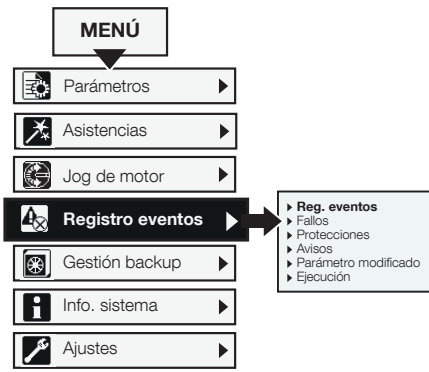 MENÚ
Parámetros
Asistencias
Jog de motor
Registro eventos
Gestión backup
Info. sistema
Ajustes
Reg. eventos
Fallos
Protecciones
Avisos
Parámetro modificado
Ejecución